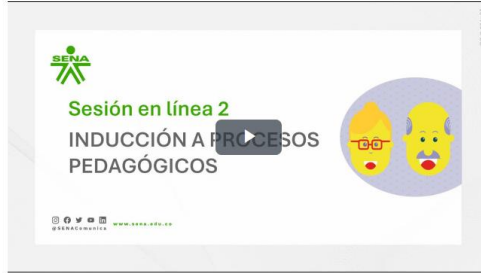 SENA
Sesión en línea 2
INDUCCIÓN A PROCESOS
PEDAGÓGICOS
@SENAComunica www.sena.edu.co